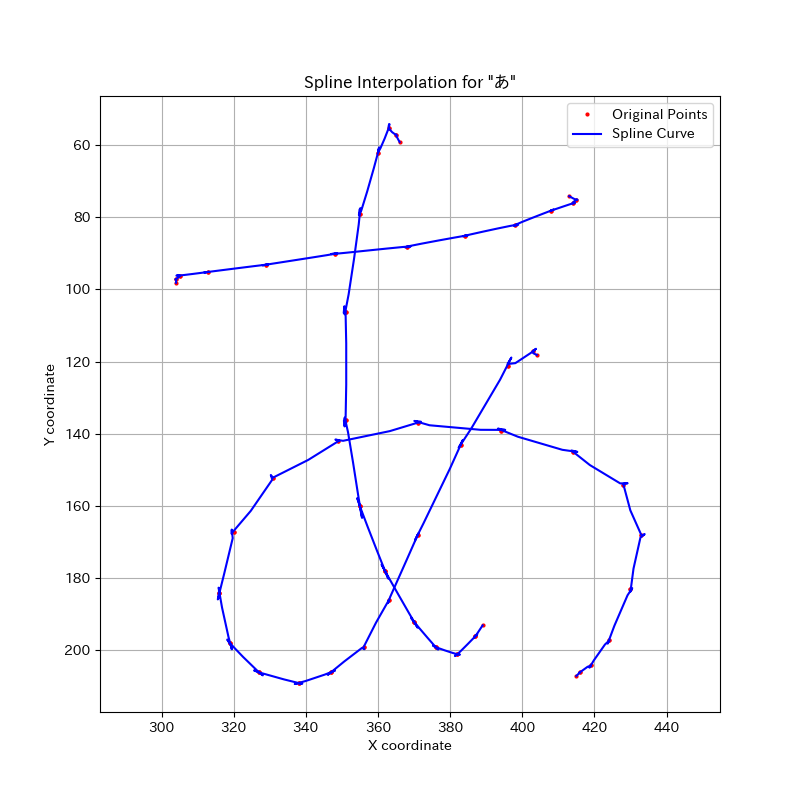 Spline Interpolation for "あ"
Original Points
Spline Curve
60
80
100
120
140
160
180
200
Y coordinate
あ
300 320 340 360 380 400 420 440
X coordinate